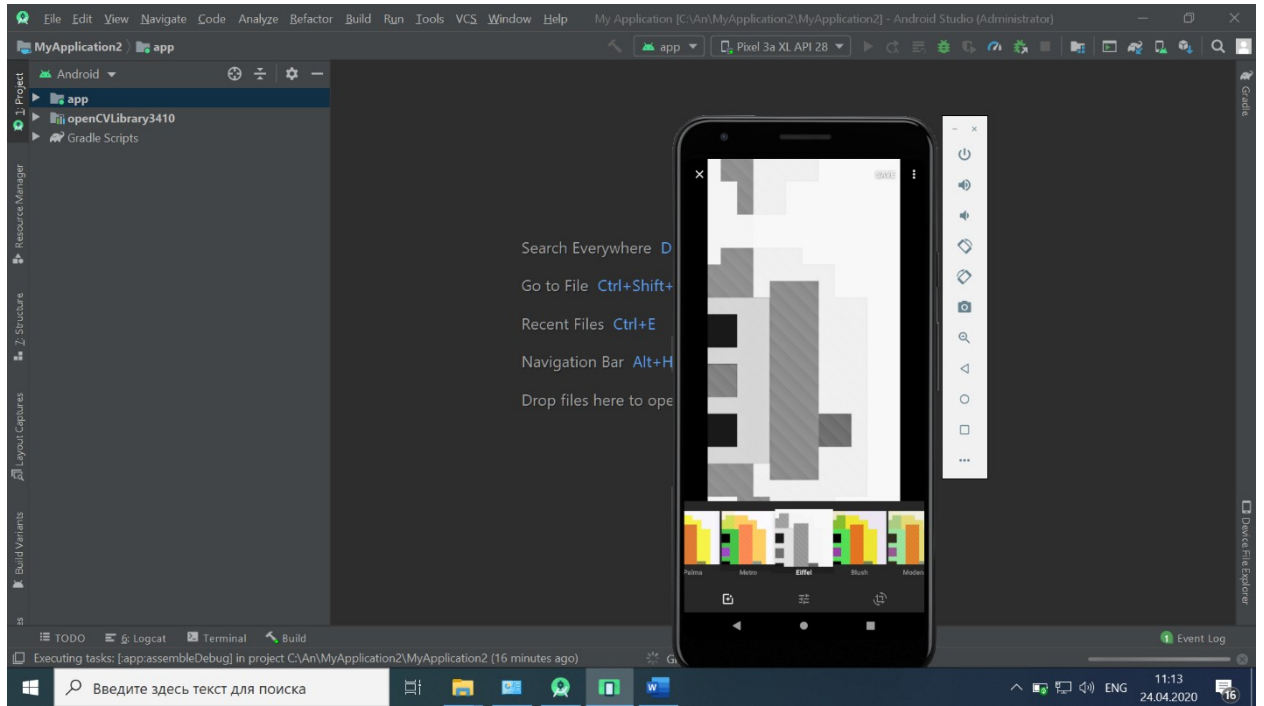 File Edit View Navigate Code Analyze Refactor Build Run Tools VCS Window Help My Application [C:\An\MyApplication2\MyApplication2] - Android Studio (Administrator)
MyApplication2 app
app Pixel 3a XL API 28
Android
app
openCVLibrary3410
Gradle Scripts
1: Project
Resource Manager
Z: Structure
Layout Captures
Build Variants
Gradle
Device File Explorer
Search Everywhere D
Go to File Ctrl+Shift+
Recent Files Ctrl+E
Navigation Bar Alt+H
Drop files here to ope
SAVE
Palma Metro Eiffel Blush Modena
TODO 6: Logcat Terminal Build
1 Event Log
Executing tasks: [:app:assembleDebug] in project C:\An\MyApplication2\MyApplication2 (16 minutes ago)
G
Введите здесь текст для поиска
ENG
11:13
24.04.2020
16